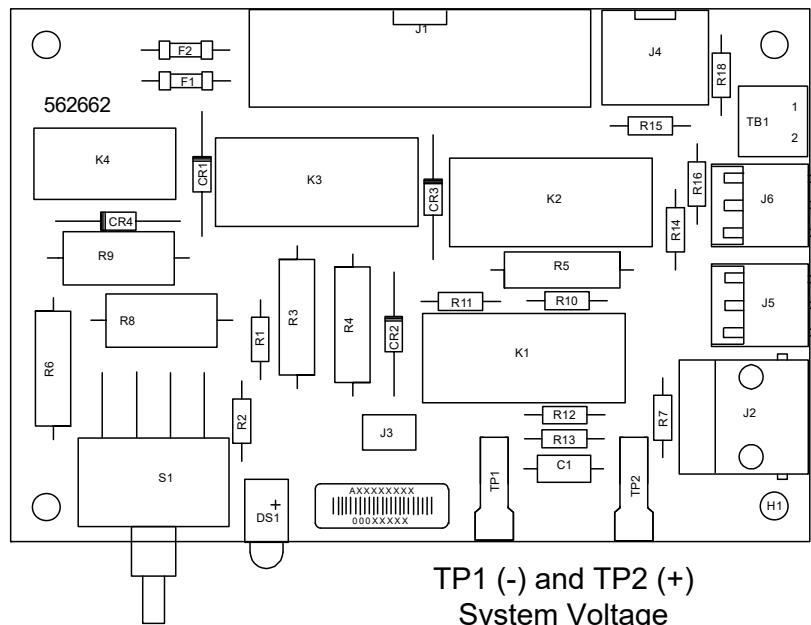 J1
F2
J4
R18
F1
562662
TB1
1
2
R15
K4
CR1
K3
CR3
K2
R16
J6
CR4
R14
R9
R5
R3
R4
R11
R10
J5
R8
R1
CR2
K1
R6
R2
J3
R12
R7
J2
R13
C1
S1
TP1
TP2
DS1
+
AXXXXXXXX
000XXXXX
H1
TP1 (-) and TP2 (+)
System Voltage